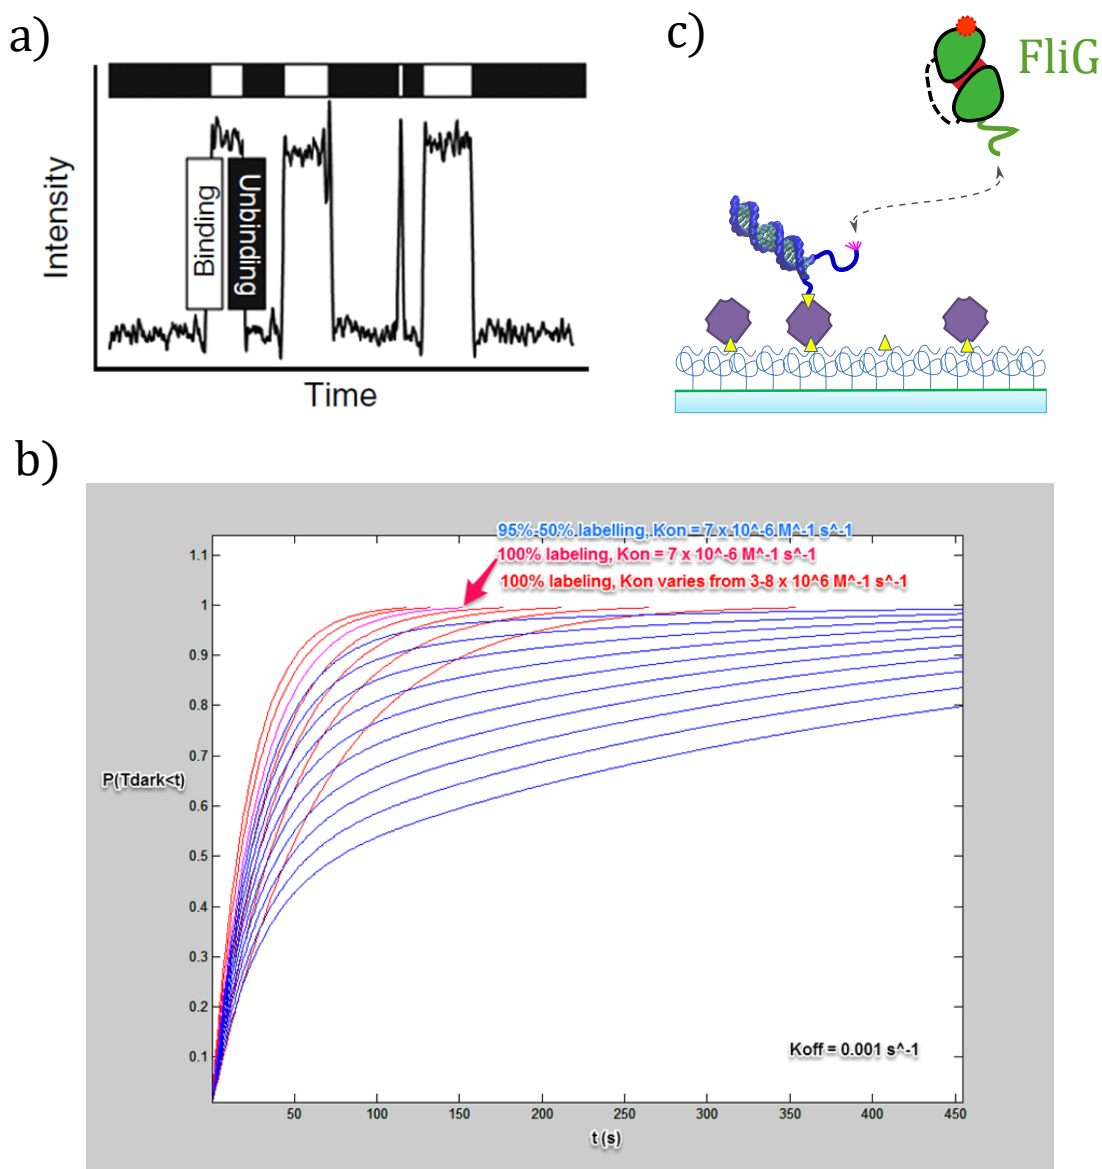 a)
Intensity
Binding
Unbinding
Time
c)
FliG
b)
95%-50% labelling, Kon = 7 x 10^-6 M^-1 s^-1
100% labeling, Kon = 7 x 10^-6 M^-1 s^-1
100% labeling, Kon varies from 3-8 x 10^6 M^-1 s^-1
1.1
1
0.9
0.8
0.7
P(Tdark<t)
0.6
0.5
0.4
0.3
0.2
0.1
Koff = 0.001 s^-1
50 100 150 200 250 300 350 400 450
t (s)